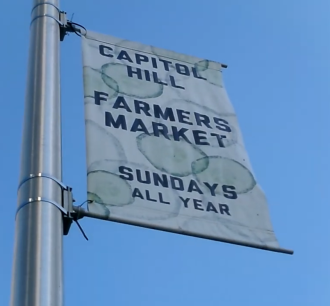 CAPITOL
HILL
FARMERS
MARKET
SUNDAYS
ALL YEAR